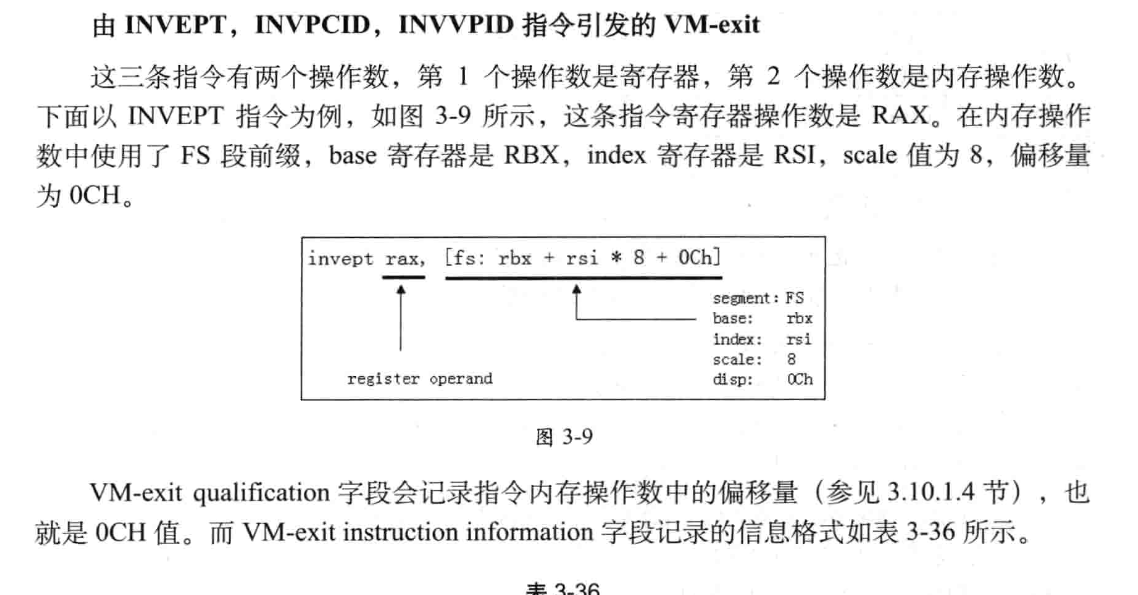 由 INVEPT，INVPCID，INVVPID 指令引发的 VM-exit
这三条指令有两个操作数，第 1 个操作数是寄存器，第 2 个操作数是内存操作数。
下面以 INVEPT 指令为例，如图 3-9 所示，这条指令寄存器操作数是 RAX。在内存操作
数中使用了 FS 段前缀，base 寄存器是 RBX，index 寄存器是 RSI，scale 值为 8，偏移量
为 0CH。
invept rax, [fs: rbx + rsi * 8 + 0Ch]
segment: FS
base: rbx
index: rsi
scale: 8
disp: 0Ch
register operand
图 3-9
VM-exit qualification 字段会记录指令内存操作数中的偏移量（参见 3.10.1.4 节），也
就是 0CH 值。而 VM-exit instruction information 字段记录的信息格式如表 3-36 所示。
表 3-36